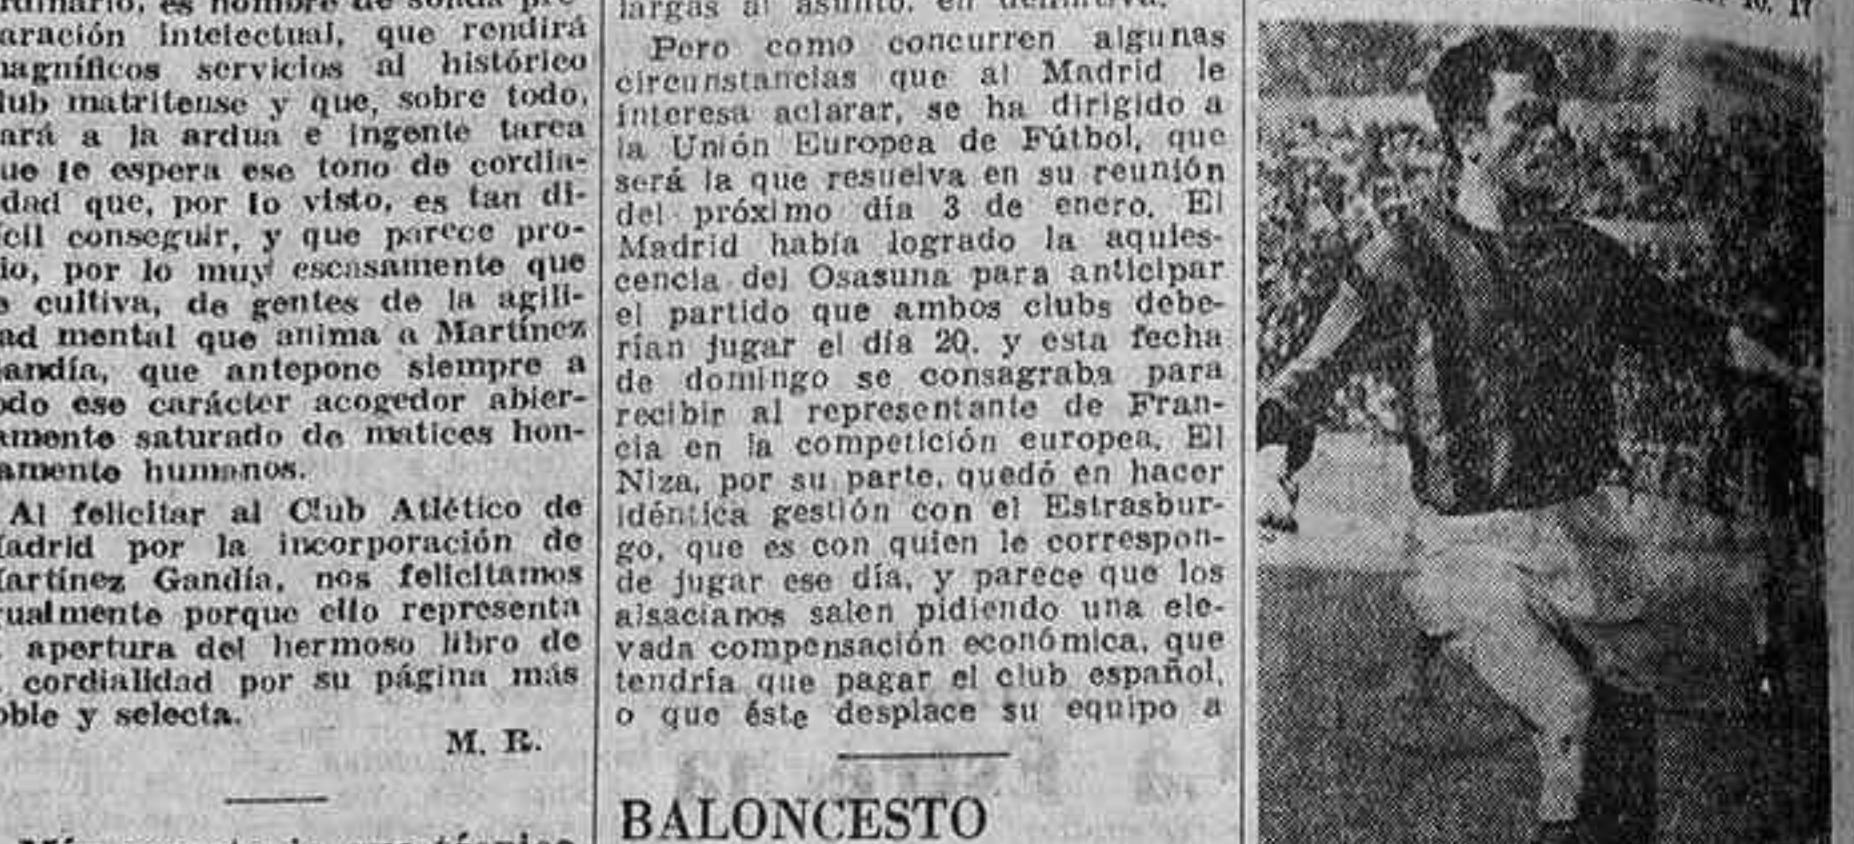 aración intelectual, que rendirá
magníficos servicios al histórico
lub matritense y que, sobre todo,
ará a la ardua e ingente tarea
ue le espera ese tono de cordia-
dad que, por lo visto, es tan di-
ícil conseguir, y que parece pro-
io, por lo muy escasamente que
e cultiva, de gentes de la agili-
ad mental que anima a Martínez
andía, que antepone siempre a
odo ese carácter acogedor abier-
amente saturado de matices hon-
amente humanos.
Al felicitar al Club Atlético de
Madrid por la incorporación de
Martínez Gandía, nos felicitamos
gualmente porque ello representa
apertura del hermoso libro de
cordialidad por su página más
oble y selecta.
M. R.
largas al asunto, en definitiva.
Pero como concurren algunas
circunstancias que al Madrid le
interesa aclarar, se ha dirigido a
la Unión Europea de Fútbol, que
será la que resuelva en su reunión
del próximo día 3 de enero. El
Madrid había logrado la aquies-
cencia del Osasuna para anticipar
el partido que ambos clubs debe-
rían jugar el día 20, y esta fecha
de domingo se consagraba para
recibir al representante de Fran-
cia en la competición europea. El
Niza, por su parte, quedó en hacer
idéntica gestión con el Estrasbur-
go, que es con quien le correspon-
de jugar ese día, y parece que los
alsacianos salen pidiendo una ele-
vada compensación económica, que
tendría que pagar el club español,
o que éste desplace su equipo a
BALONCESTO
10, 17